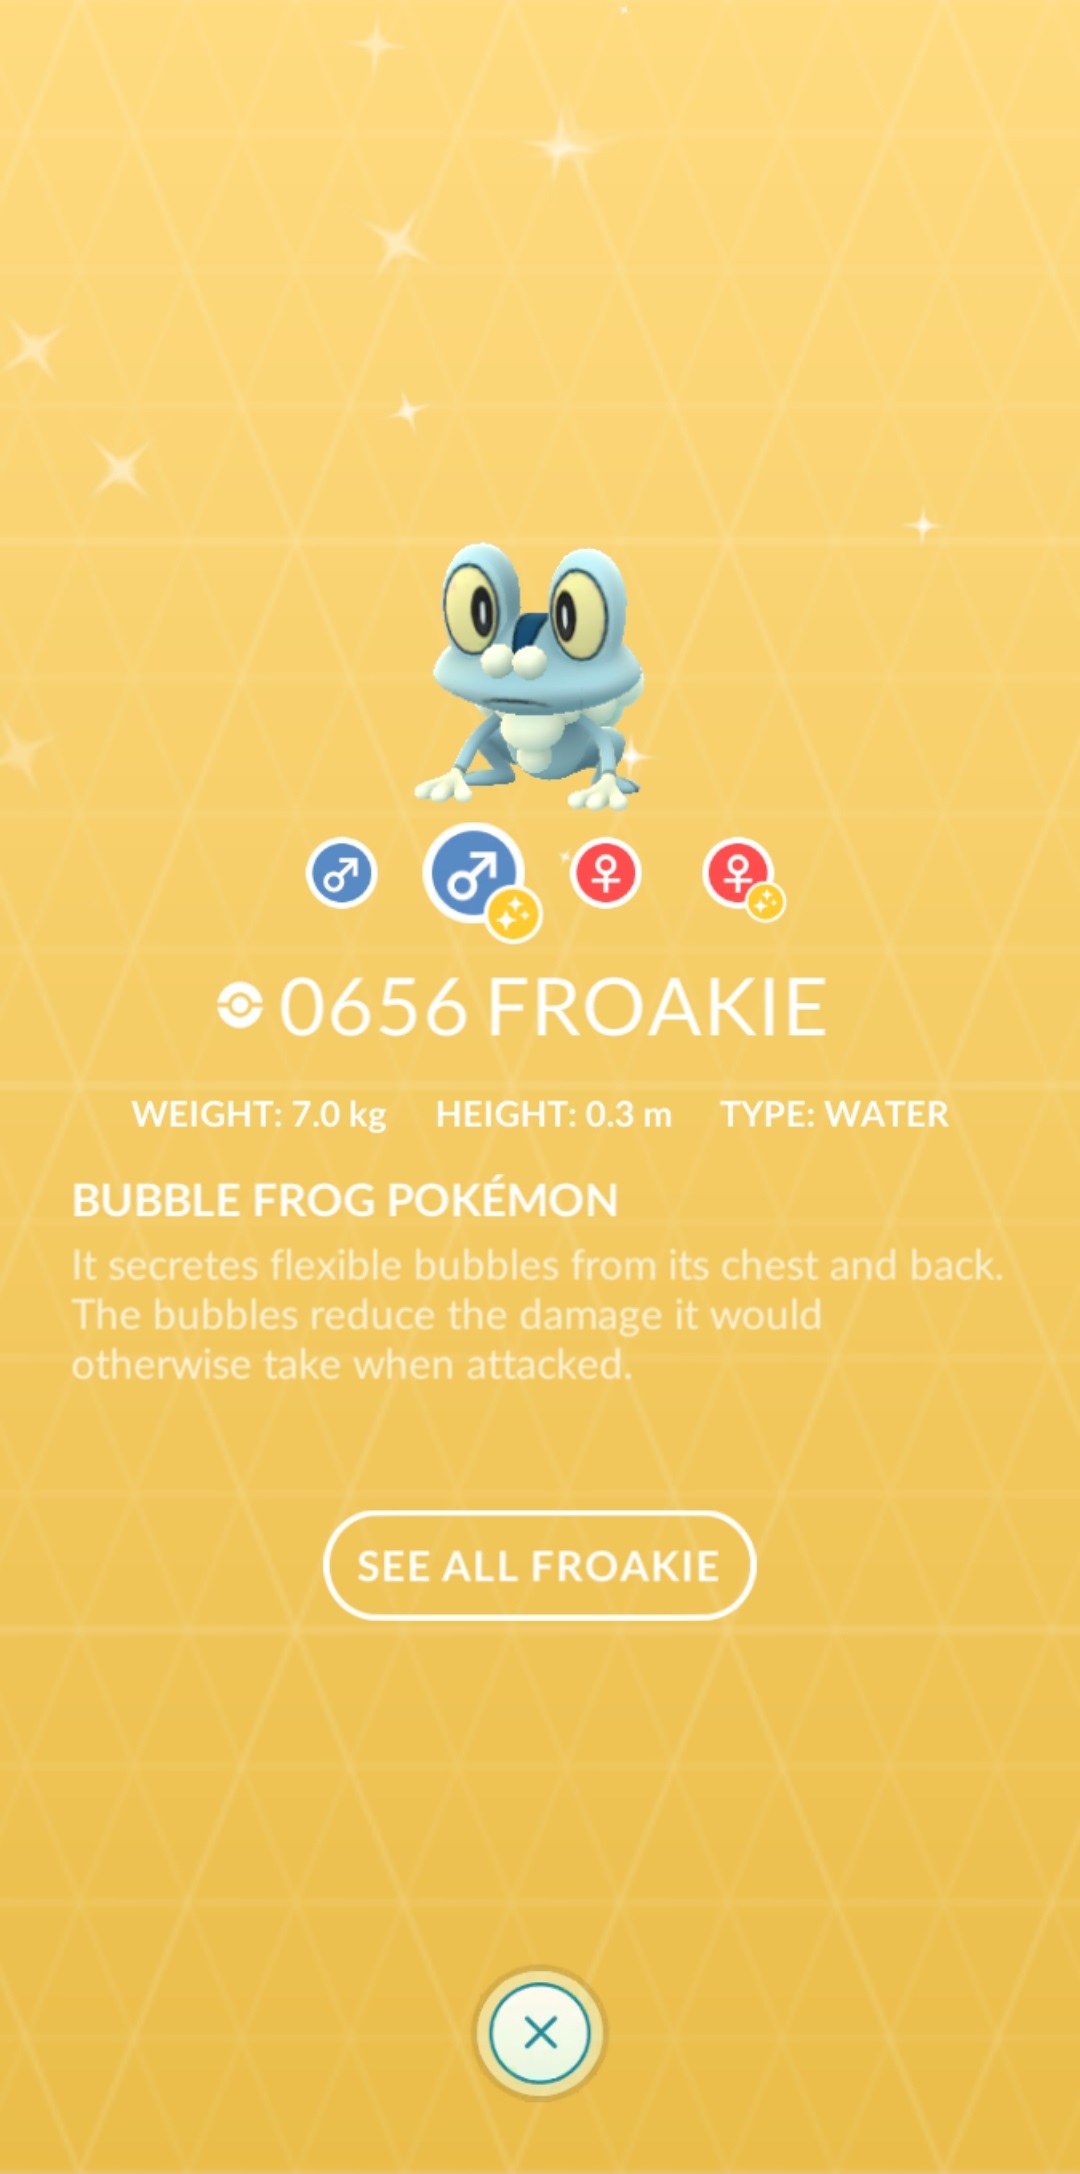 0656 FROAKIE
WEIGHT: 7.0 kg HEIGHT: 0.3 m TYPE: WATER
BUBBLE FROG POKÉMON
It secretes flexible bubbles from its chest and back.
The bubbles reduce the damage it would
otherwise take when attacked.
SEE ALL FROAKIE